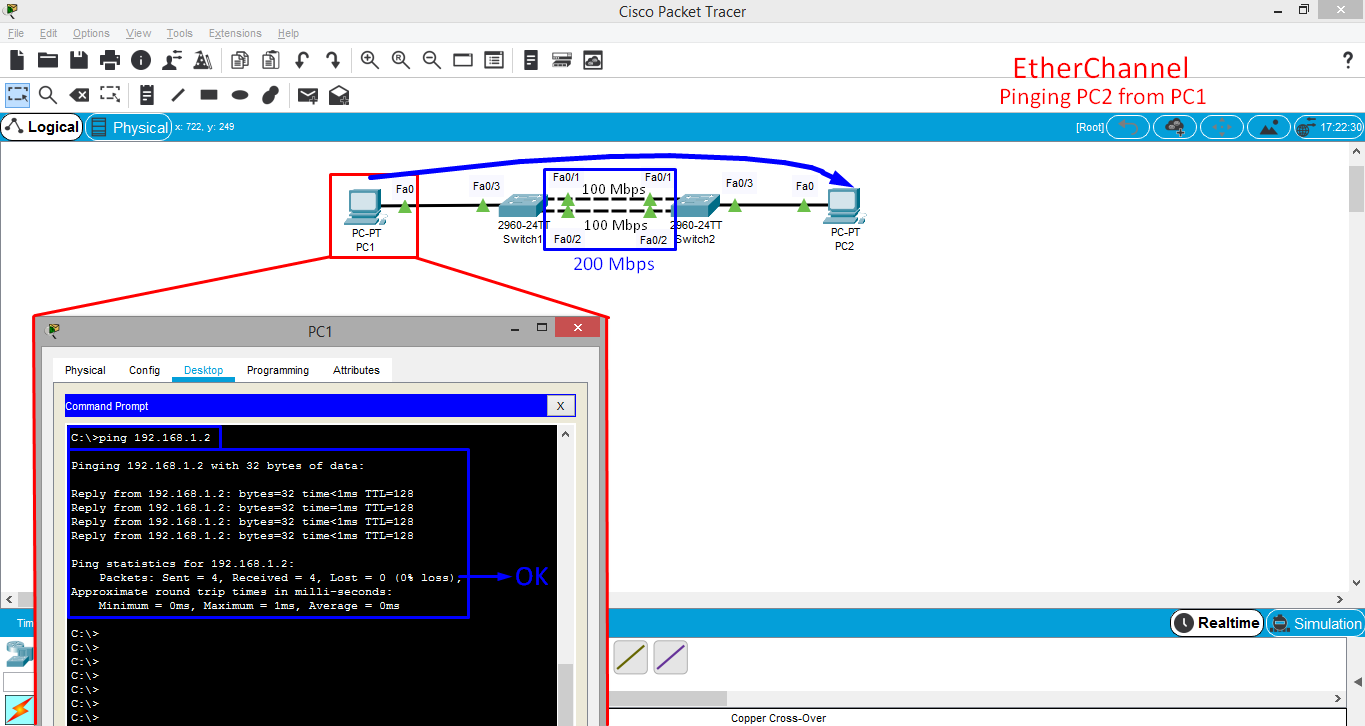 Cisco Packet Tracer
File Edit Options View Tools Extensions Help
EtherChannel
Pinging PC2 from PC1
?
Logical Physical x: 722, y: 249 [Root] 17:22:30
Fa0 Fa0/3 Fa0/1 Fa0/1 Fa0/3 Fa0
100 Mbps
100 Mbps
PC-PT 2960-24TT 2960-24TT PC-PT
PC1 Switch1 Fa0/2 Fa0/2 Switch2 PC2
200 Mbps
PC1
Physical Config Desktop Programming Attributes
Command Prompt X
C:\>ping 192.168.1.2
Pinging 192.168.1.2 with 32 bytes of data:
Reply from 192.168.1.2: bytes=32 time<1ms TTL=128
Reply from 192.168.1.2: bytes=32 time=1ms TTL=128
Reply from 192.168.1.2: bytes=32 time<1ms TTL=128
Reply from 192.168.1.2: bytes=32 time<1ms TTL=128
Ping statistics for 192.168.1.2:
Packets: Sent = 4, Received = 4, Lost = 0 (0% loss), OK
Approximate round trip times in milli-seconds:
Minimum = 0ms, Maximum = 1ms, Average = 0ms
C:\>
C:\>
C:\>
C:\>
C:\>
C:\>
C:\>
Tim
Realtime Simulation
Copper Cross-Over